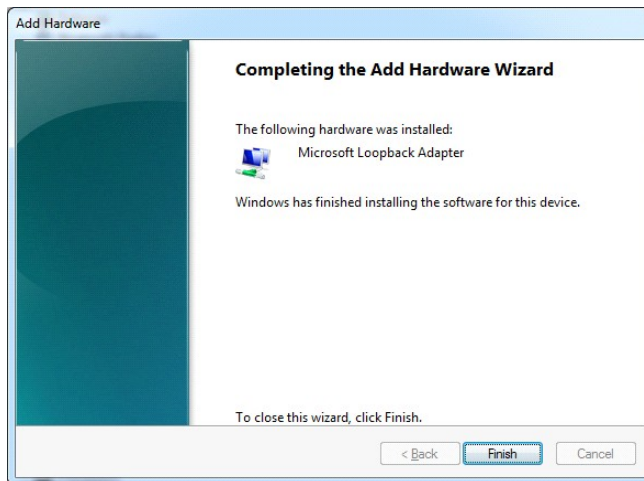 Add Hardware
Completing the Add Hardware Wizard
The following hardware was installed:
Microsoft Loopback Adapter
Windows has finished installing the software for this device.
To close this wizard, click Finish.
< Back
Finish
Cancel